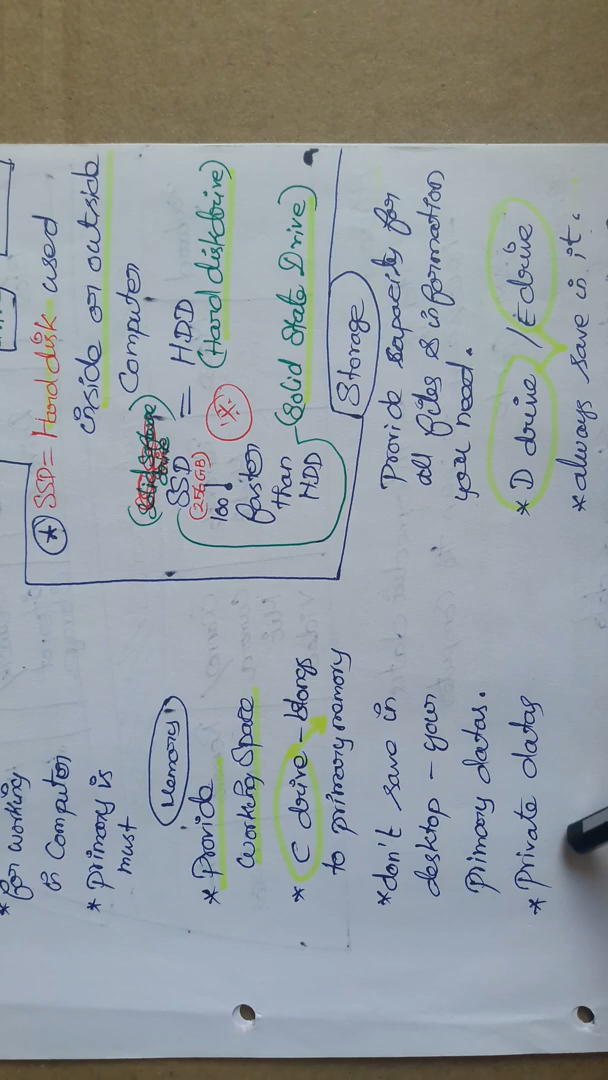 * for working
in Computer
* primary is
must
Memory
* Provide
working space
* C drive - blongs
to primary memory
* don't save in
desktop - your
Primary datas.
* Private datas
* SSD = Hard disk used
inside or outside
Computer
SSD = HDD
(256 GB) (Hard disk drive)
100
faster
than
HDD
(Solid State Drive)
Storage
Provide capacity for
all files & information
your need.
* D drive / E drive
* always save in it.